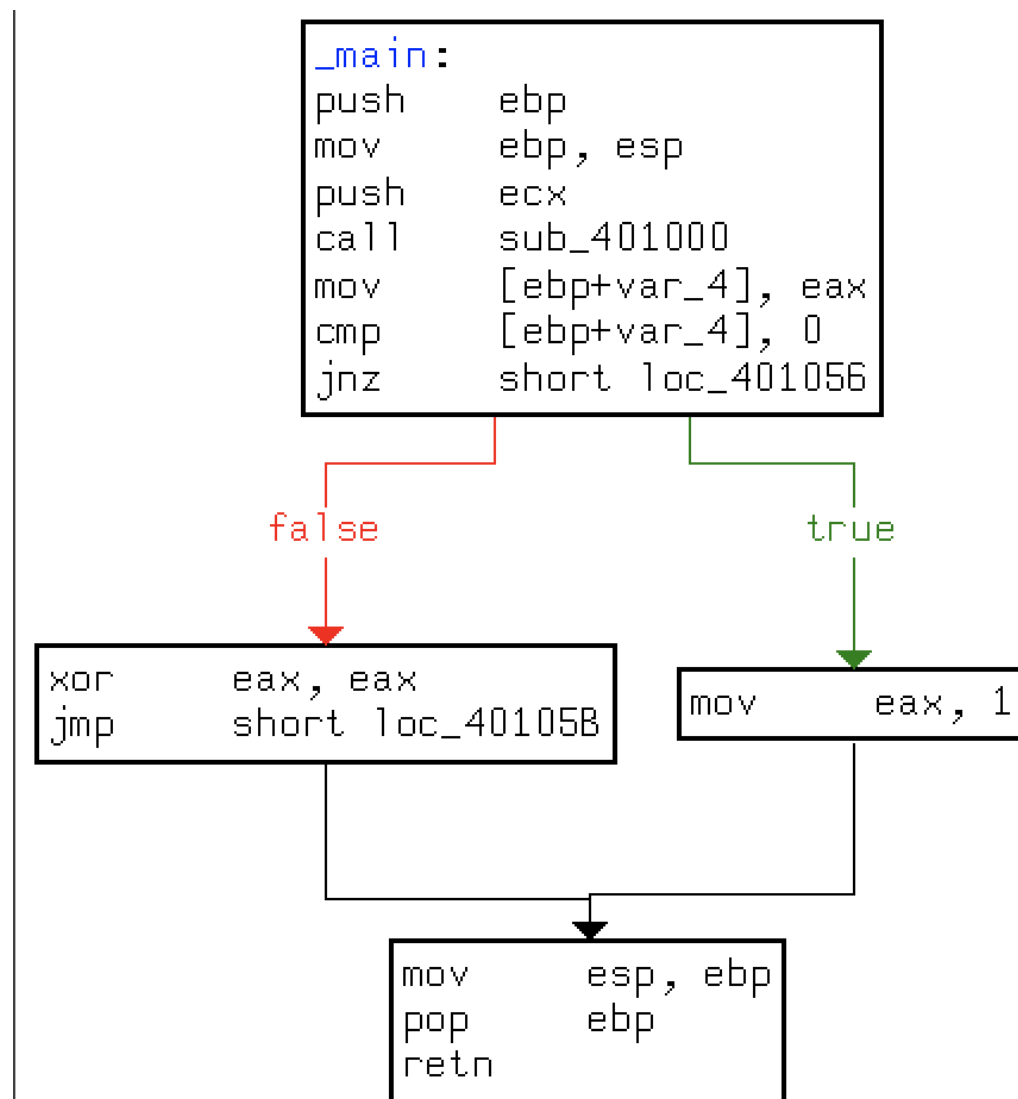 _main:
push ebp
mov ebp, esp
push ecx
call sub_401000
mov [ebp+var_4], eax
cmp [ebp+var_4], 0
jnz short loc_401056
false
true
xor eax, eax
jmp short loc_40105B
mov eax, 1
mov esp, ebp
pop ebp
retn